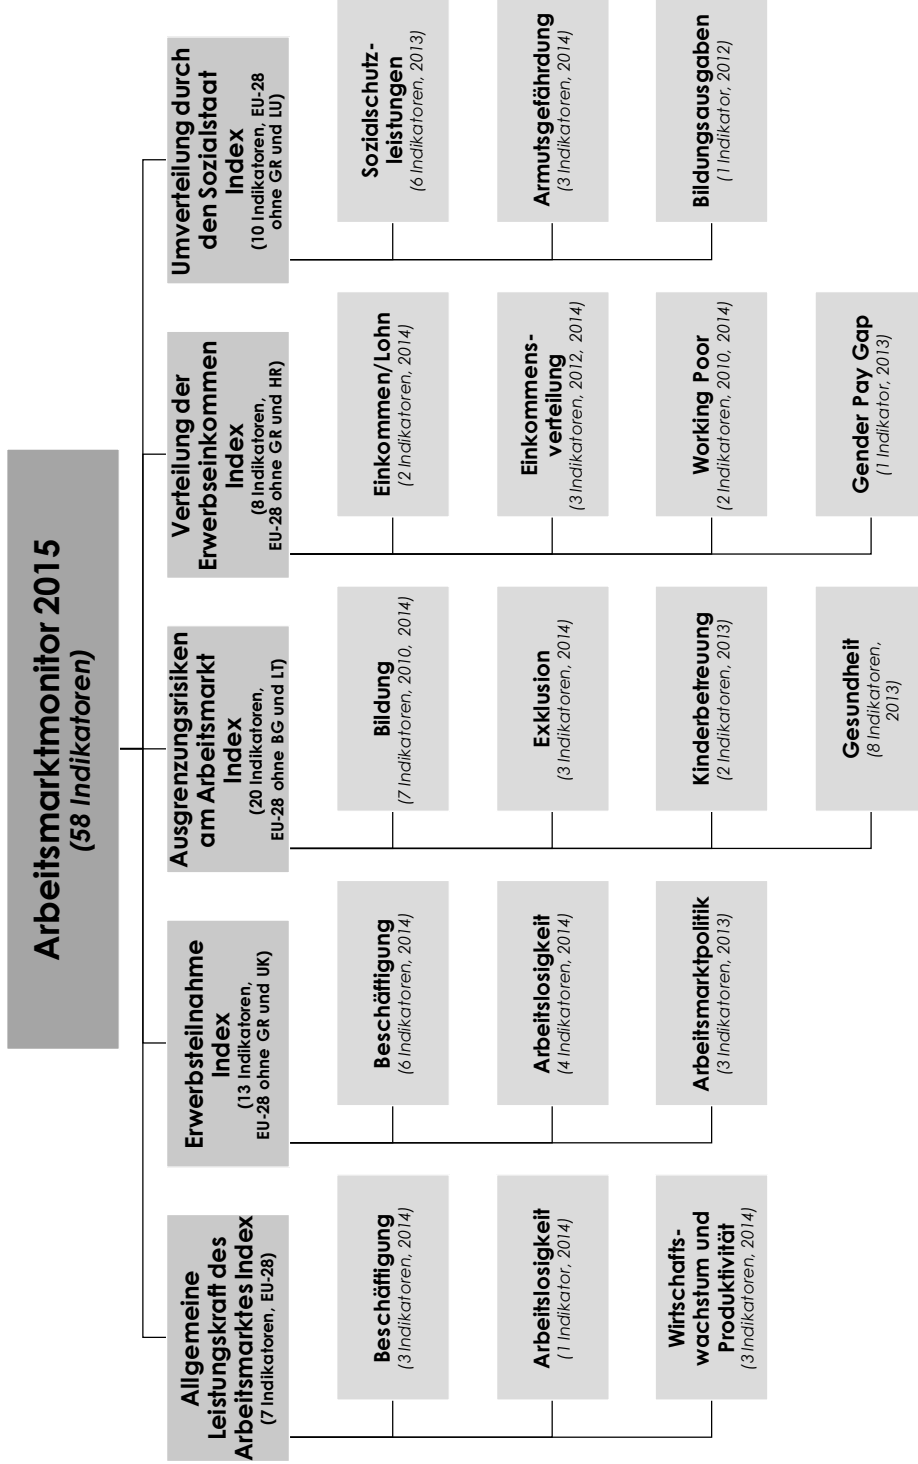 Arbeitsmarktmonitor 2015
(58 Indikatoren)
Allgemeine
Leistungskraft des
Arbeitsmarktes Index
(7 Indikatoren, EU-28)
Beschäftigung
(3 Indikatoren, 2014)
Arbeitslosigkeit
(1 Indikator, 2014)
Wirtschafts-
wachstum und
Produktivität
(3 Indikatoren, 2014)
Erwerbsteilnahme
Index
(13 Indikatoren,
EU-28 ohne GR und UK)
Beschäftigung
(6 Indikatoren, 2014)
Arbeitslosigkeit
(4 Indikatoren, 2014)
Arbeitsmarktpolitik
(3 Indikatoren, 2013)
Ausgrenzungsrisiken
am Arbeitsmarkt
Index
(20 Indikatoren,
EU-28 ohne BG und LT)
Bildung
(7 Indikatoren, 2010, 2014)
Exklusion
(3 Indikatoren, 2014)
Kinderbetreuung
(2 Indikatoren, 2013)
Gesundheit
(8 Indikatoren,
2013)
Verteilung der
Erwerbseinkommen
Index
(8 Indikatoren,
EU-28 ohne GR und HR)
Einkommen/Lohn
(2 Indikatoren, 2014)
Einkommens-
verteilung
(3 Indikatoren, 2012, 2014)
Working Poor
(2 Indikatoren, 2010, 2014)
Gender Pay Gap
(1 Indikator, 2013)
Umverteilung durch
den Sozialstaat
Index
(10 Indikatoren, EU-28
ohne GR und LU)
Sozialschutz-
leistungen
(6 Indikatoren, 2013)
Armutsgefährdung
(3 Indikatoren, 2014)
Bildungsausgaben
(1 Indikator, 2012)